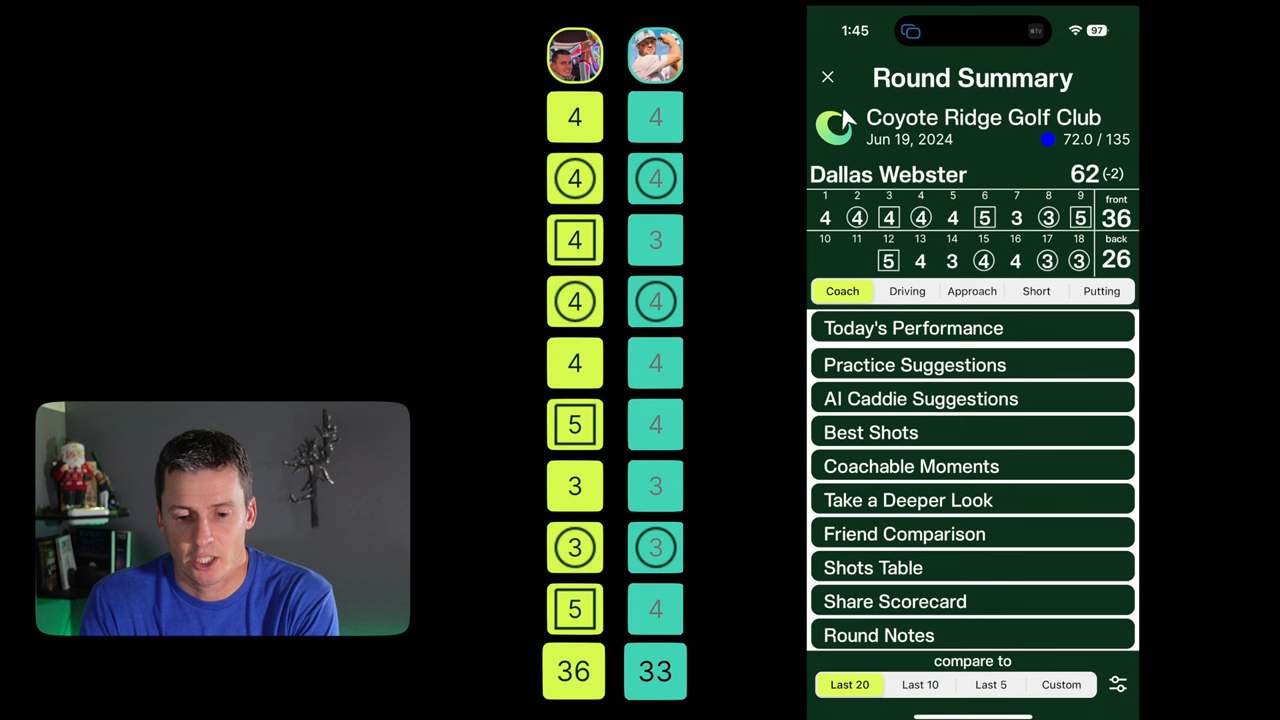 4 4
4 4
4 3
4 4
4 4
5 4
3 3
3 3
5 4
36 33
1:45
97
Round Summary
Coyote Ridge Golf Club
Jun 19, 2024 72.0 / 135
Dallas Webster 62 (-2)
1 2 3 4 5 6 7 8 9 front
4 4 4 4 4 5 3 3 5 36
10 11 12 13 14 15 16 17 18 back
5 4 3 4 4 3 3 26
Coach Driving Approach Short Putting
Today's Performance
Practice Suggestions
AI Caddie Suggestions
Best Shots
Coachable Moments
Take a Deeper Look
Friend Comparison
Shots Table
Share Scorecard
Round Notes
compare to
Last 20 Last 10 Last 5 Custom